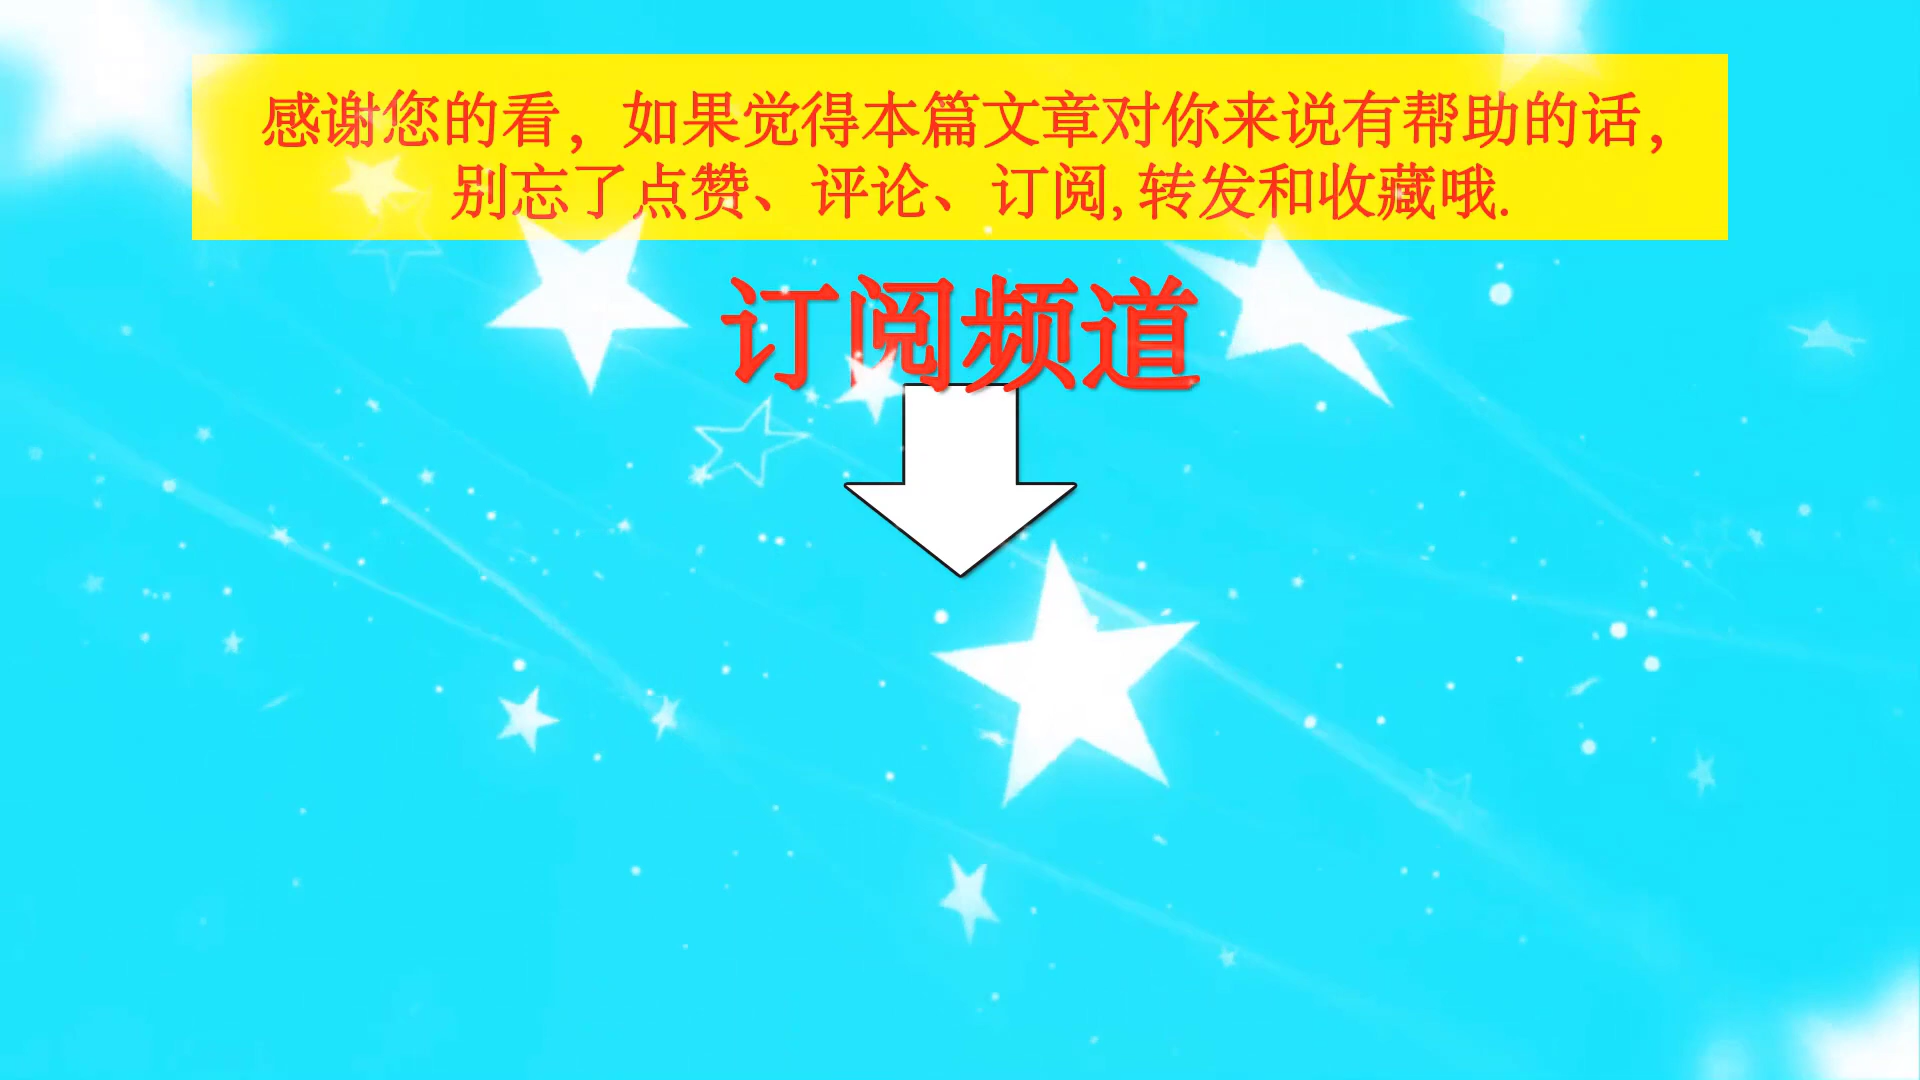 感谢您的看，如果觉得本篇文章对你来说有帮助的话，
别忘了点赞、评论、订阅,转发和收藏哦.
订阅频道